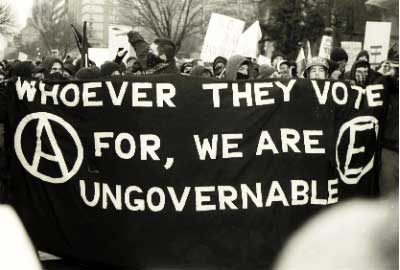 WHOEVER THEY VOTE
A FOR, WE ARE E
UNGOVERNABLE